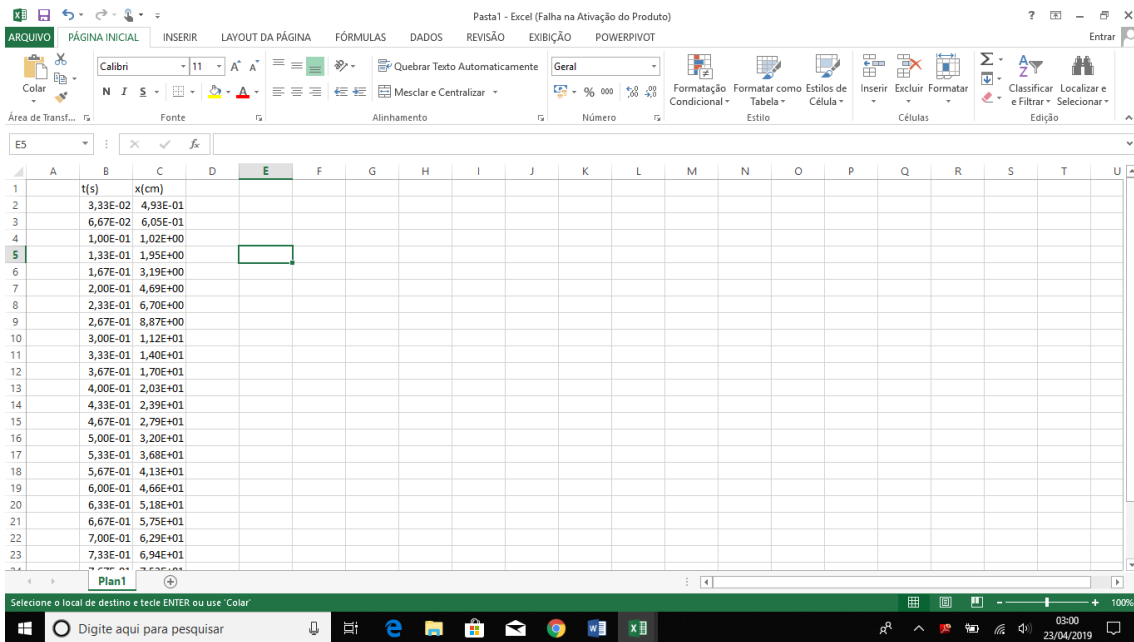 Pasta1 - Excel (Falha na Ativação do Produto)
ARQUIVO PÁGINA INICIAL INSERIR LAYOUT DA PÁGINA FÓRMULAS DADOS REVISÃO EXIBIÇÃO POWERPIVOT Entrar
Calibri 11 Quebrar Texto Automaticamente Geral
Colar N I S Mesclar e Centralizar % 000 Formatação Condicional Formatar como Tabela Estilos de Célula Inserir Excluir Formatar Classificar e Filtrar Localizar e Selecionar
Área de Transf... Fonte Alinhamento Número Estilo Células Edição
E5 fx
A B C D E F G H I J K L M N O P Q R S T U
1 t(s) x(cm)
2 3,33E-02 4,93E-01
3 6,67E-02 6,05E-01
4 1,00E-01 1,02E+00
5 1,33E-01 1,95E+00
6 1,67E-01 3,19E+00
7 2,00E-01 4,69E+00
8 2,33E-01 6,70E+00
9 2,67E-01 8,87E+00
10 3,00E-01 1,12E+01
11 3,33E-01 1,40E+01
12 3,67E-01 1,70E+01
13 4,00E-01 2,03E+01
14 4,33E-01 2,39E+01
15 4,67E-01 2,79E+01
16 5,00E-01 3,20E+01
17 5,33E-01 3,68E+01
18 5,67E-01 4,13E+01
19 6,00E-01 4,66E+01
20 6,33E-01 5,18E+01
21 6,67E-01 5,75E+01
22 7,00E-01 6,29E+01
23 7,33E-01 6,94E+01
Plan1
Selecione o local de destino e tecle ENTER ou use 'Colar' 100%
Digite aqui para pesquisar
03:00
23/04/2019